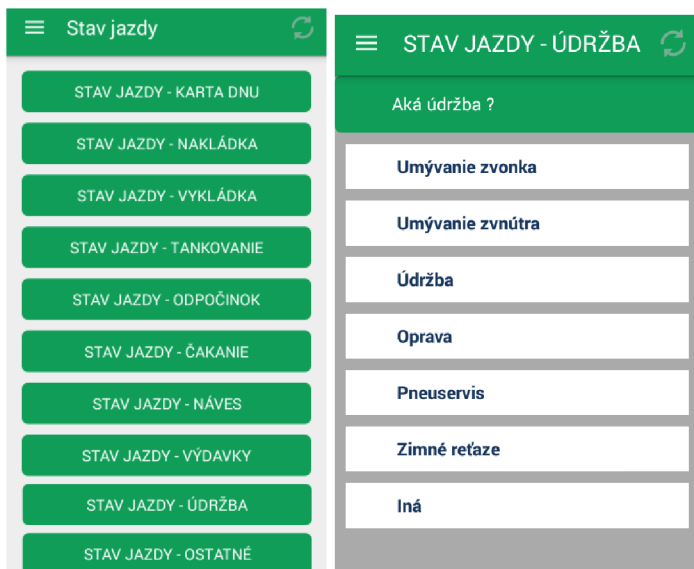 Stav jazdy
STAV JAZDY - KARTA DNU
STAV JAZDY - NAKLÁDKA
STAV JAZDY - VYKLÁDKA
STAV JAZDY - TANKOVANIE
STAV JAZDY - ODPOČINOK
STAV JAZDY - ČAKANIE
STAV JAZDY - NÁVES
STAV JAZDY - VÝDAVKY
STAV JAZDY - ÚDRŽBA
STAV JAZDY - OSTATNÉ
STAV JAZDY - ÚDRŽBA
Aká údržba ?
Umývanie zvonka
Umývanie zvnútra
Údržba
Oprava
Pneuservis
Zimné reťaze
Iná